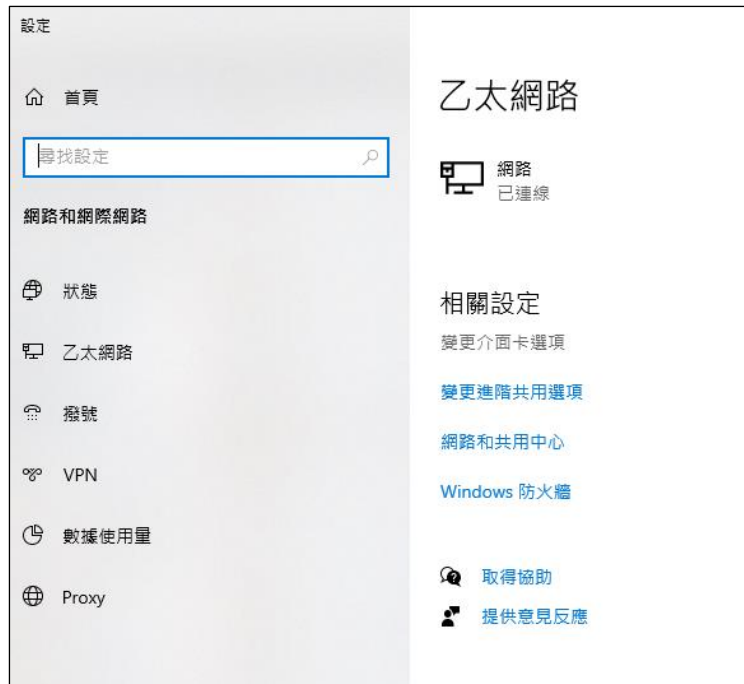 設定
首頁
尋找設定
網路和網際網路
狀態
乙太網路
撥號
VPN
數據使用量
Proxy
乙太網路
網路
已連線
相關設定
變更介面卡選項
變更進階共用選項
網路和共用中心
Windows 防火牆
取得協助
提供意見反應